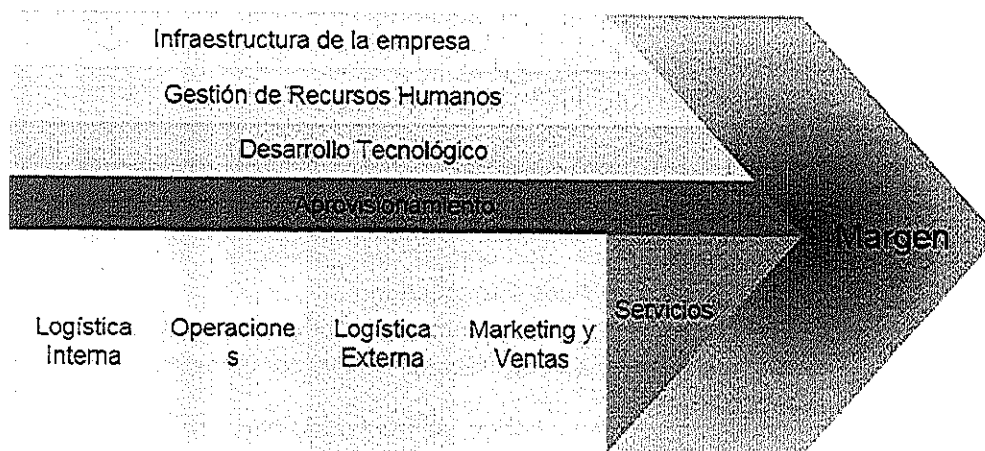 Infraestructura de la empresa
Gestión de Recursos Humanos
Desarrollo Tecnológico
Aprovisionamiento
Margen
Servicios
Logística
Interna
Operacione
s
Logística
Externa
Marketing y
Ventas